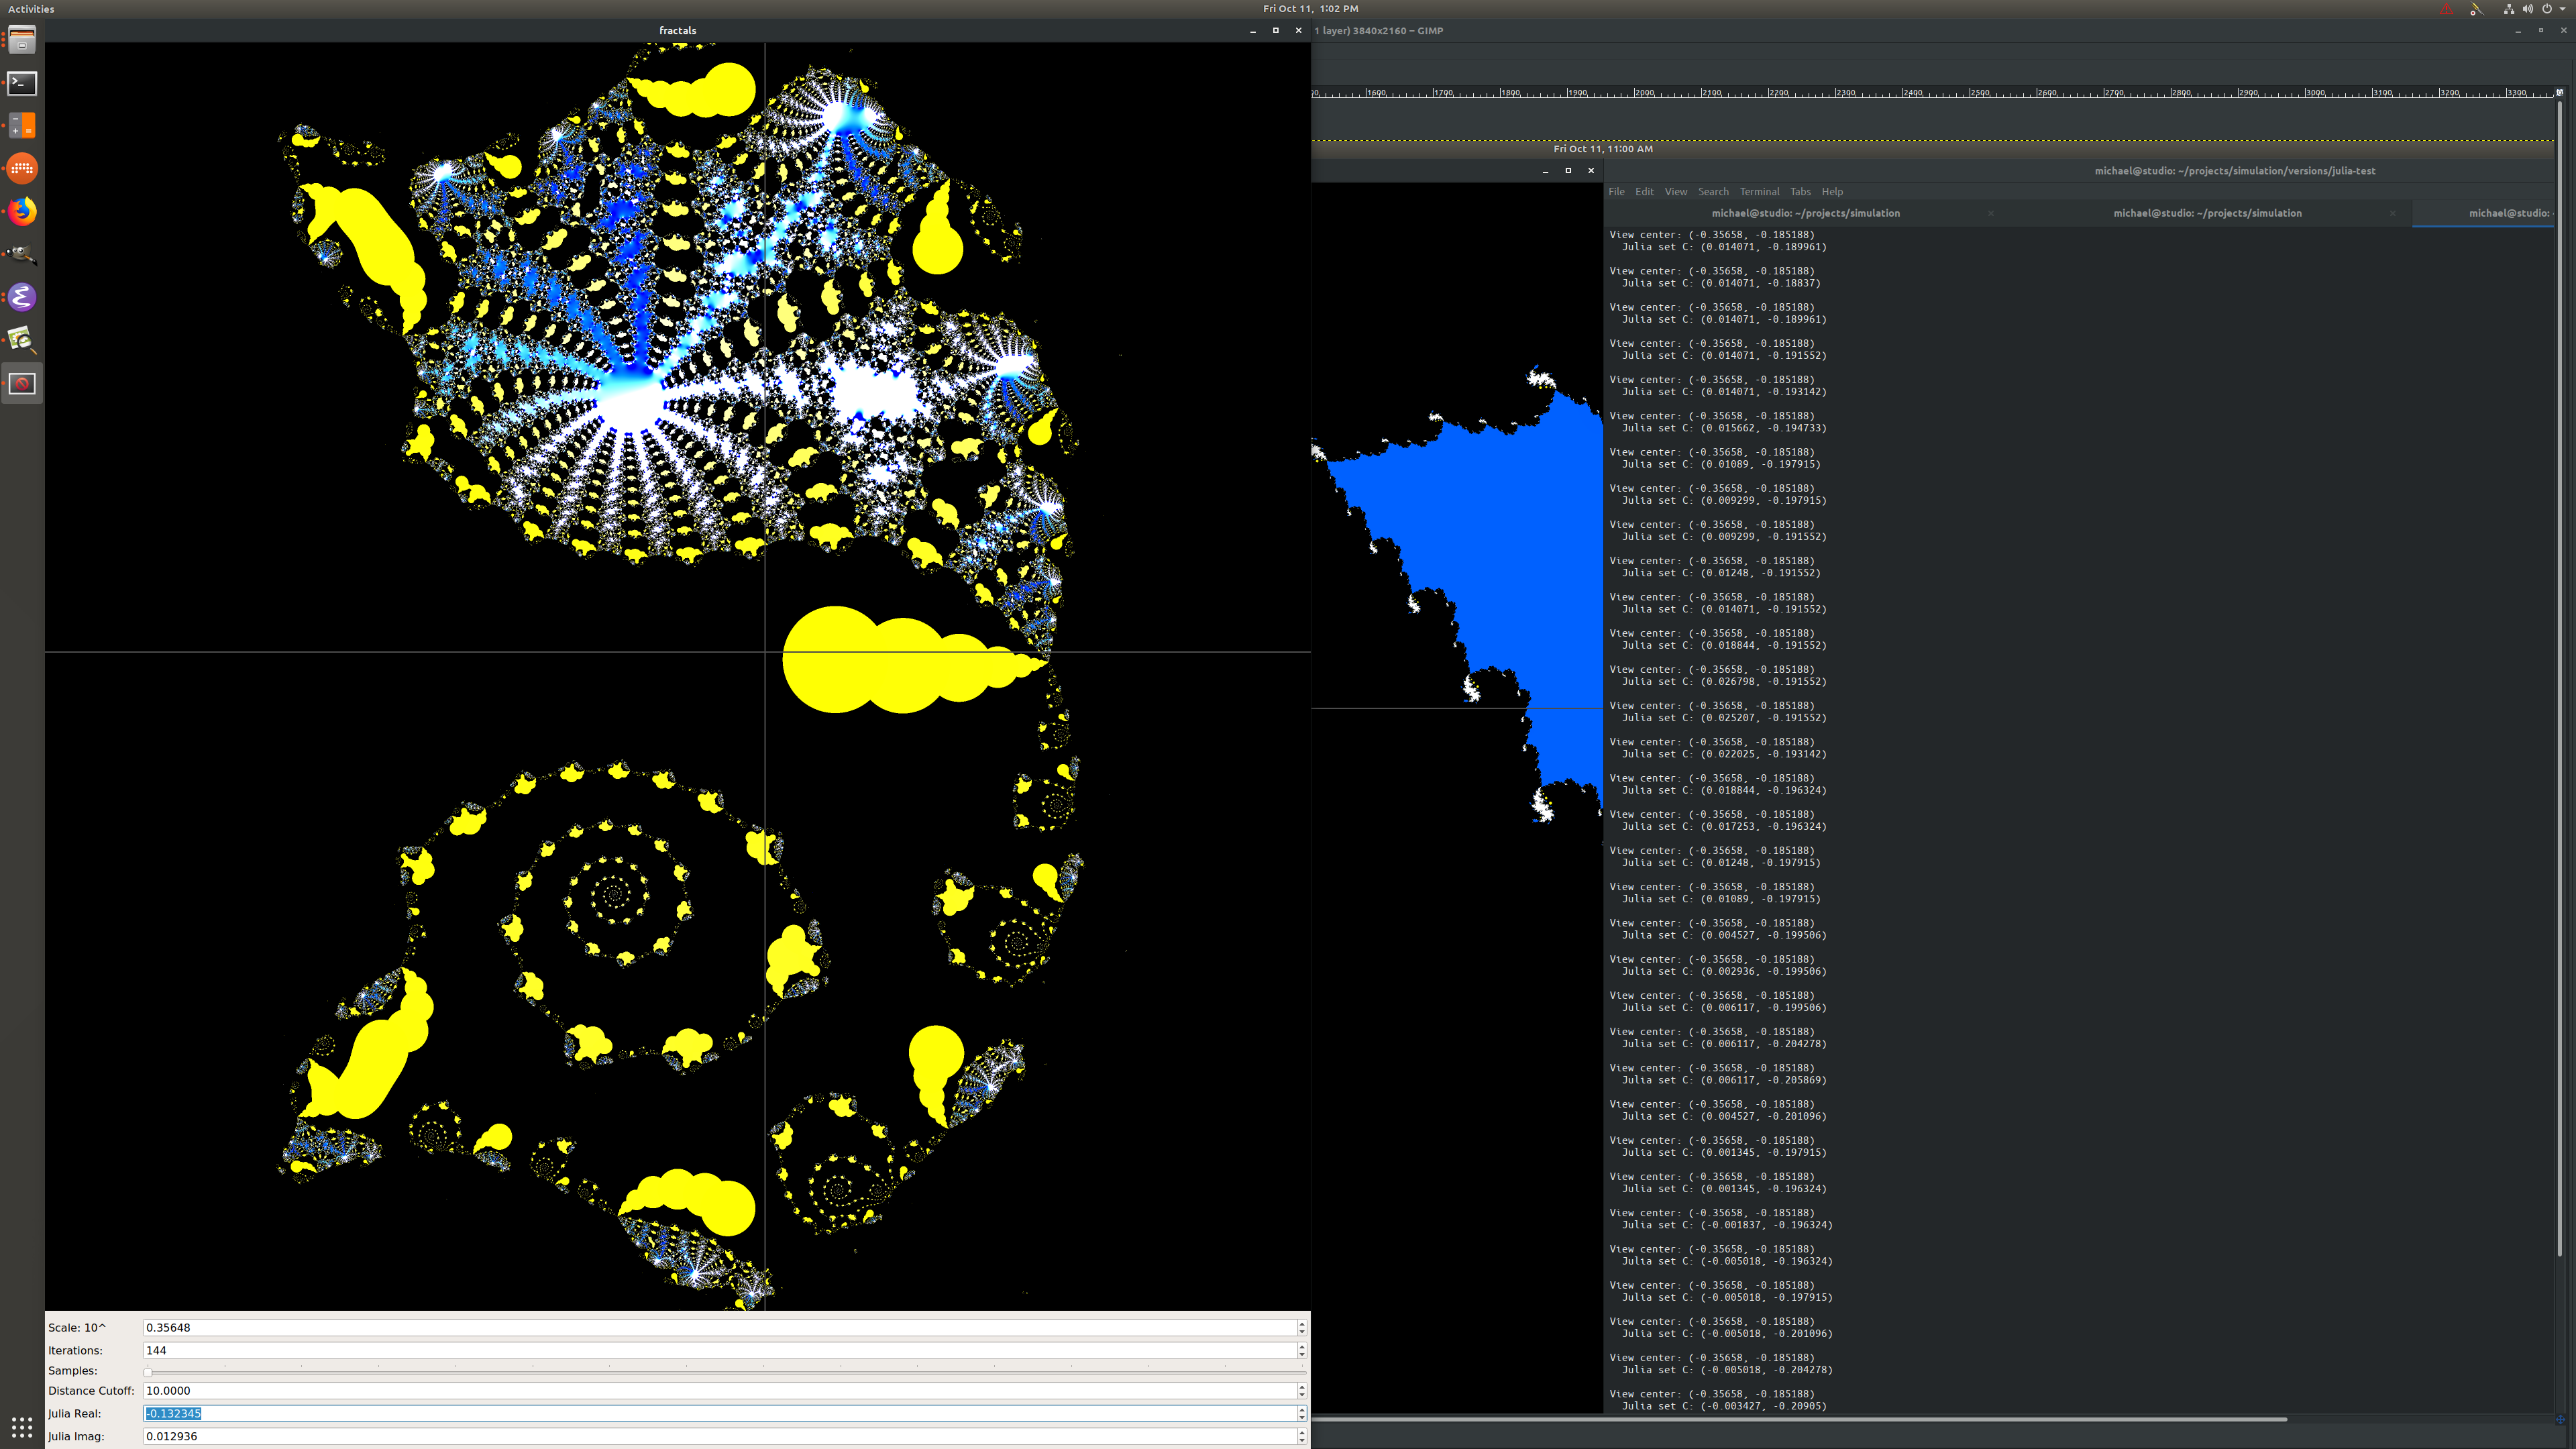 Activities
Fri Oct 11, 1:02 PM
fractals
1 layer) 3840x2160 – GIMP
1600 1700 1800 1900 2000 2100 2200 2300 2400 2500 2600 2700 2800 2900 3000 3100 3200 3300
Fri Oct 11, 11:00 AM
michael@studio: ~/projects/simulation/versions/julia-test
File Edit View Search Terminal Tabs Help
michael@studio: ~/projects/simulation
michael@studio: ~/projects/simulation
michael@studio:
View center: (-0.35658, -0.185188)
Julia set C: (0.014071, -0.189961)
View center: (-0.35658, -0.185188)
Julia set C: (0.014071, -0.18837)
View center: (-0.35658, -0.185188)
Julia set C: (0.014071, -0.189961)
View center: (-0.35658, -0.185188)
Julia set C: (0.014071, -0.191552)
View center: (-0.35658, -0.185188)
Julia set C: (0.014071, -0.193142)
View center: (-0.35658, -0.185188)
Julia set C: (0.015662, -0.194733)
View center: (-0.35658, -0.185188)
Julia set C: (0.01089, -0.197915)
View center: (-0.35658, -0.185188)
Julia set C: (0.009299, -0.197915)
View center: (-0.35658, -0.185188)
Julia set C: (0.009299, -0.191552)
View center: (-0.35658, -0.185188)
Julia set C: (0.01248, -0.191552)
View center: (-0.35658, -0.185188)
Julia set C: (0.014071, -0.191552)
View center: (-0.35658, -0.185188)
Julia set C: (0.018844, -0.191552)
View center: (-0.35658, -0.185188)
Julia set C: (0.026798, -0.191552)
View center: (-0.35658, -0.185188)
Julia set C: (0.025207, -0.191552)
View center: (-0.35658, -0.185188)
Julia set C: (0.022025, -0.193142)
View center: (-0.35658, -0.185188)
Julia set C: (0.018844, -0.196324)
View center: (-0.35658, -0.185188)
Julia set C: (0.017253, -0.196324)
View center: (-0.35658, -0.185188)
Julia set C: (0.01248, -0.197915)
View center: (-0.35658, -0.185188)
Julia set C: (0.01089, -0.197915)
View center: (-0.35658, -0.185188)
Julia set C: (0.004527, -0.199506)
View center: (-0.35658, -0.185188)
Julia set C: (0.002936, -0.199506)
View center: (-0.35658, -0.185188)
Julia set C: (0.006117, -0.199506)
View center: (-0.35658, -0.185188)
Julia set C: (0.006117, -0.204278)
View center: (-0.35658, -0.185188)
Julia set C: (0.006117, -0.205869)
View center: (-0.35658, -0.185188)
Julia set C: (0.004527, -0.201096)
View center: (-0.35658, -0.185188)
Julia set C: (0.001345, -0.197915)
View center: (-0.35658, -0.185188)
Julia set C: (0.001345, -0.196324)
View center: (-0.35658, -0.185188)
Julia set C: (-0.001837, -0.196324)
View center: (-0.35658, -0.185188)
Julia set C: (-0.005018, -0.196324)
View center: (-0.35658, -0.185188)
Julia set C: (-0.005018, -0.197915)
View center: (-0.35658, -0.185188)
Julia set C: (-0.005018, -0.201096)
View center: (-0.35658, -0.185188)
Julia set C: (-0.005018, -0.204278)
View center: (-0.35658, -0.185188)
Julia set C: (-0.003427, -0.20905)
Scale: 10^ 0.35648
Iterations: 144
Samples:
Distance Cutoff: 10.0000
Julia Real: -0.132345
Julia Imag: 0.012936